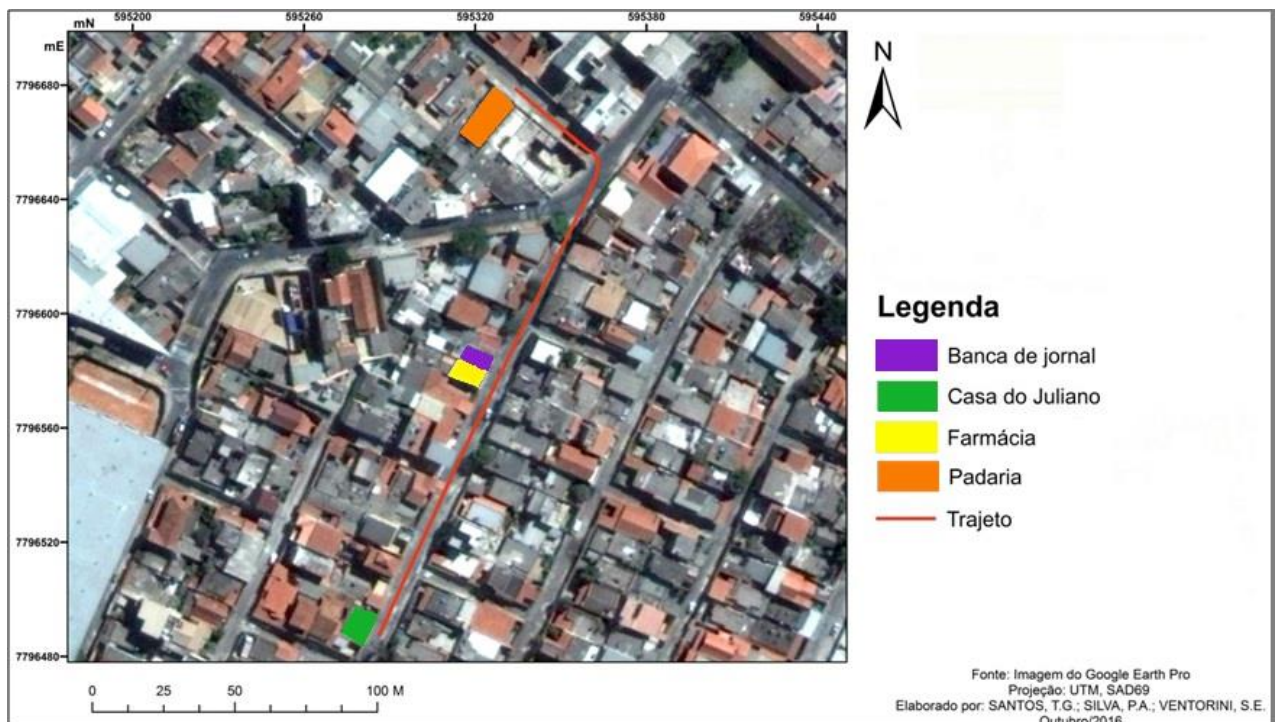 mN 595200 595260 595320 595380 595440
mE
7796680
7796640
7796600
7796560
7796520
7796480
N
Legenda
Banca de jornal
Casa do Juliano
Farmácia
Padaria
Trajeto
0 25 50 100 M
Fonte: Imagem do Google Earth Pro
Projeção: UTM, SAD69
Elaborado por: SANTOS, T.G.; SILVA, P.A.; VENTORINI, S.E.
Outubro/2016